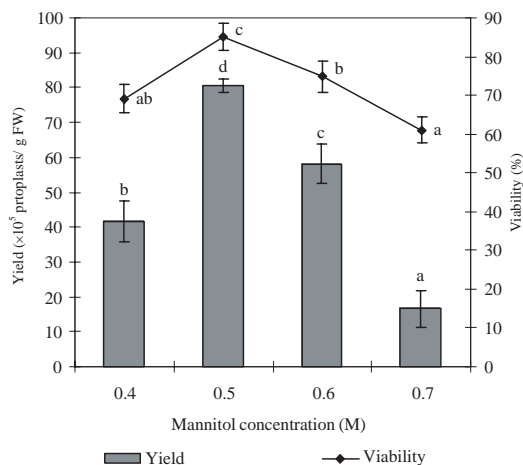 100
90
80
70
60
50
40
30
20
10
0
Yield (×10⁵ prtoplasts/ g FW)
90
80
70
60
50
40
30
20
10
0
Viability (%)
ab
c
b
a
b
d
c
a
0.4 0.5 0.6 0.7
Mannitol concentration (M)
Yield Viability